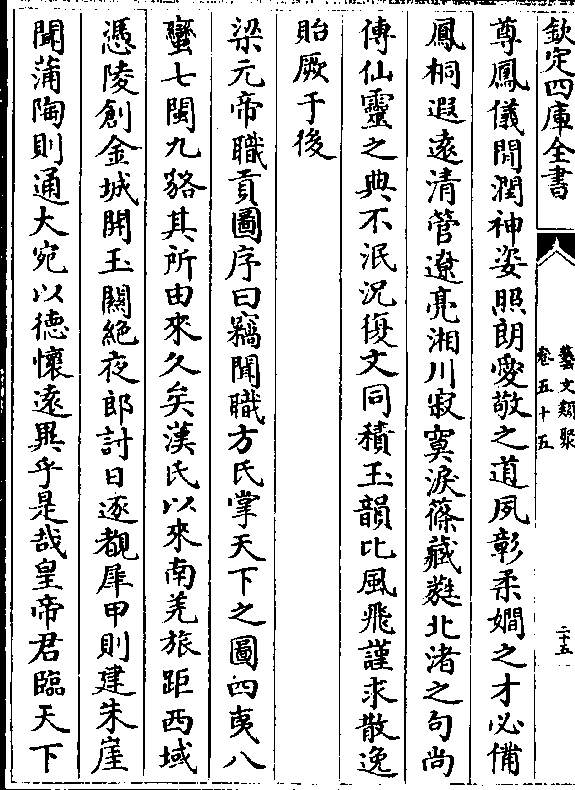 欽定四庫全書
藝文類聚
卷五十五
二十五
尊鳳儀閒潤神姿照朗愛敬之道夙彰柔嫺之才必備
鳳桐遐遠清管遼亮湘川寂寞淚篠藏蕤北渚之句尚
傳仙靈之典不泯況復文同積玉韻比風飛謹求散逸
貽厥于後
梁元帝職貢圖序曰竊聞職方氏掌天下之圖四夷八
蠻七閩九貉其所由來久矣漢氏以來南羌旅距西域
憑陵創金城開玉關絶夜郎討日逐覩犀甲則建朱崖
聞蒲陶則通大宛以德懷遠異乎是哉皇帝君臨天下